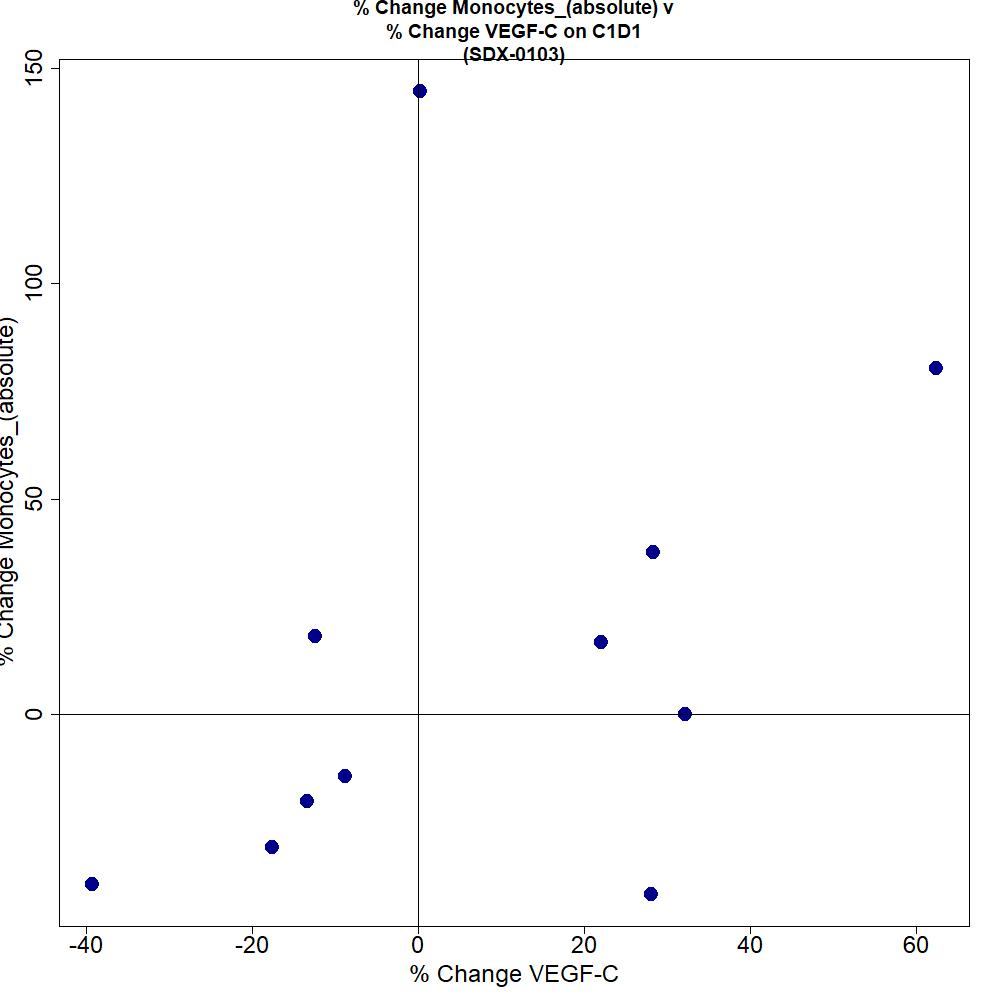 % Change Monocytes_(absolute) v
% Change VEGF-C on C1D1
(SDX-0103)
% Change Monocytes_(absolute)
150
100
50
0
-40
-20
0
20
40
60
% Change VEGF-C